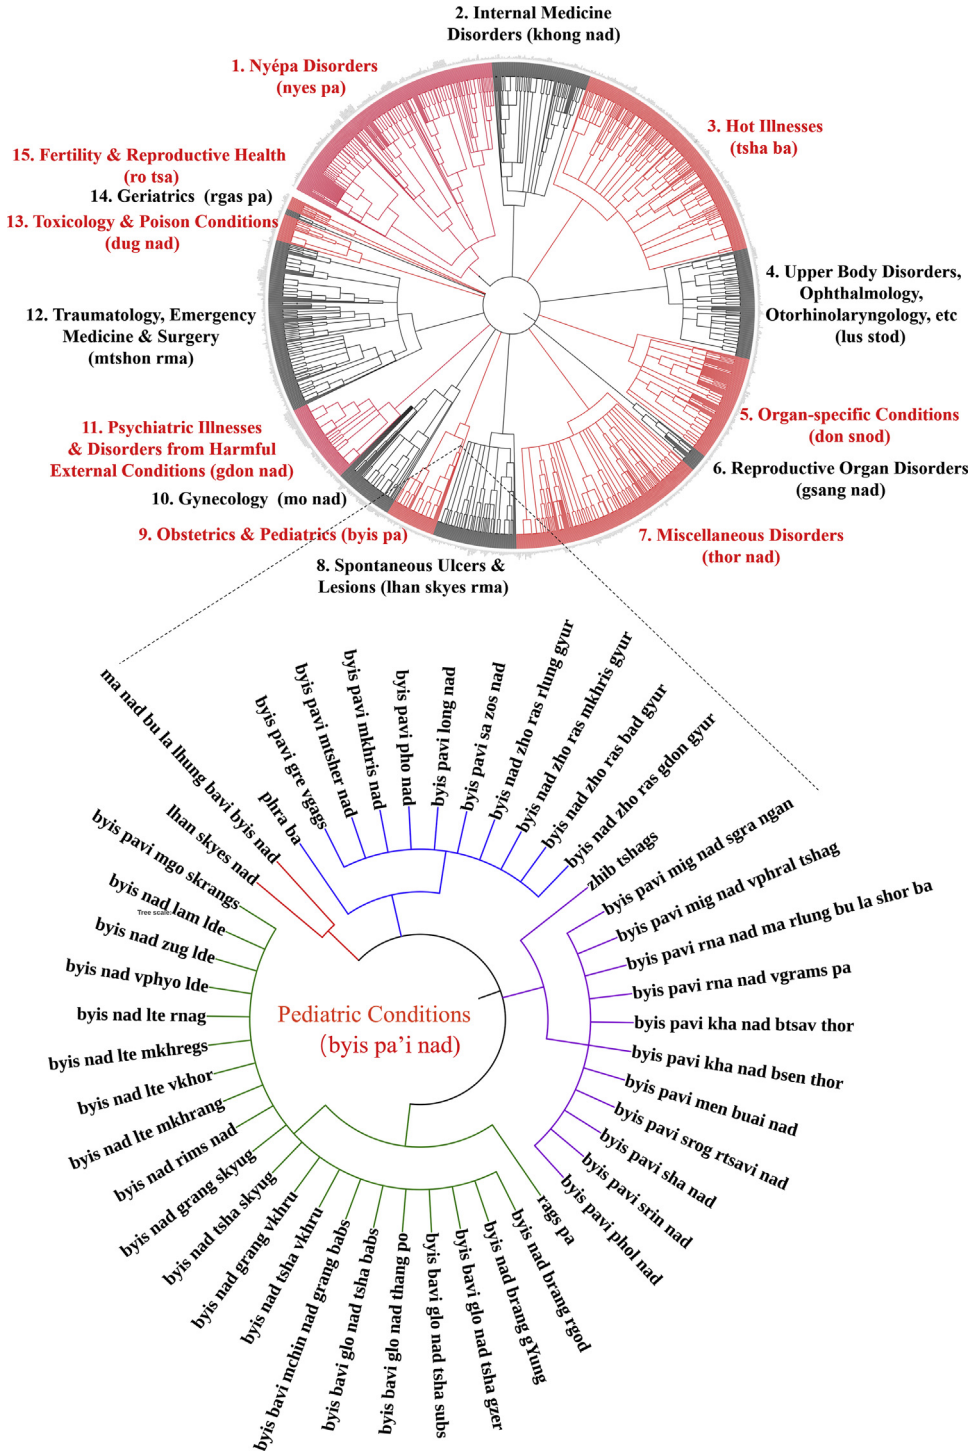 2. Internal Medicine
Disorders (khong nad)
1. Nyépa Disorders
(nyes pa)
3. Hot Illnesses
(tsha ba)
15. Fertility & Reproductive Health
(ro tsa)
14. Geriatrics (rgas pa)
13. Toxicology & Poison Conditions
(dug nad)
4. Upper Body Disorders,
Ophthalmology,
Otorhinolaryngology, etc
(lus stod)
12. Traumatology, Emergency
Medicine & Surgery
(mtshon rma)
5. Organ-specific Conditions
(don snod)
11. Psychiatric Illnesses
& Disorders from Harmful
External Conditions (gdon nad)
6. Reproductive Organ Disorders
(gsang nad)
10. Gynecology (mo nad)
9. Obstetrics & Pediatrics (byis pa)
7. Miscellaneous Disorders
(thor nad)
8. Spontaneous Ulcers &
Lesions (lhan skyes rma)
ma nad bu la lhung bavi byis nad
lhan skyes nad
phra ba
byis pavi gre vgags
byis pavi mtsher nad
byis pavi mkhris nad
byis pavi pho nad
byis pavi long nad
byis pavi sa zos nad
byis nad zho ras rlung gyur
byis nad zho ras mkhris gyur
byis nad zho ras bad gyur
byis nad zho ras gdon gyur
zhib tshags
byis pavi mig nad sgra ngan
byis pavi mig nad vphral tshag
byis pavi rna nad ma rlung bu la shor ba
byis pavi rna nad vgrams pa
byis pavi kha nad btsav thor
byis pavi kha nad bsen thor
byis pavi men buai nad
byis pavi srog rtsavi nad
byis pavi sha nad
byis pavi srin nad
byis pavi phol nad
rags pa
byis nad brang rgod
byis nad brang gYung
byis bavi glo nad tsha gzer
byis bavi glo nad tsha subs
byis bavi glo nad thang po
byis bavi glo nad tsha babs
byis bavi mchin nad grang babs
byis nad tsha vkhru
byis nad grang vkhru
byis nad tsha skyug
byis nad grang skyug
byis nad rims nad
byis nad lte mkhrang
byis nad lte vkhor
byis nad lte mkhregs
byis nad lte rnag
byis nad vphyo lde
byis nad zug lde
byis nad lam lde
byis pavi mgo skrangs
Tree scale:
Pediatric Conditions
(byis pa’i nad)